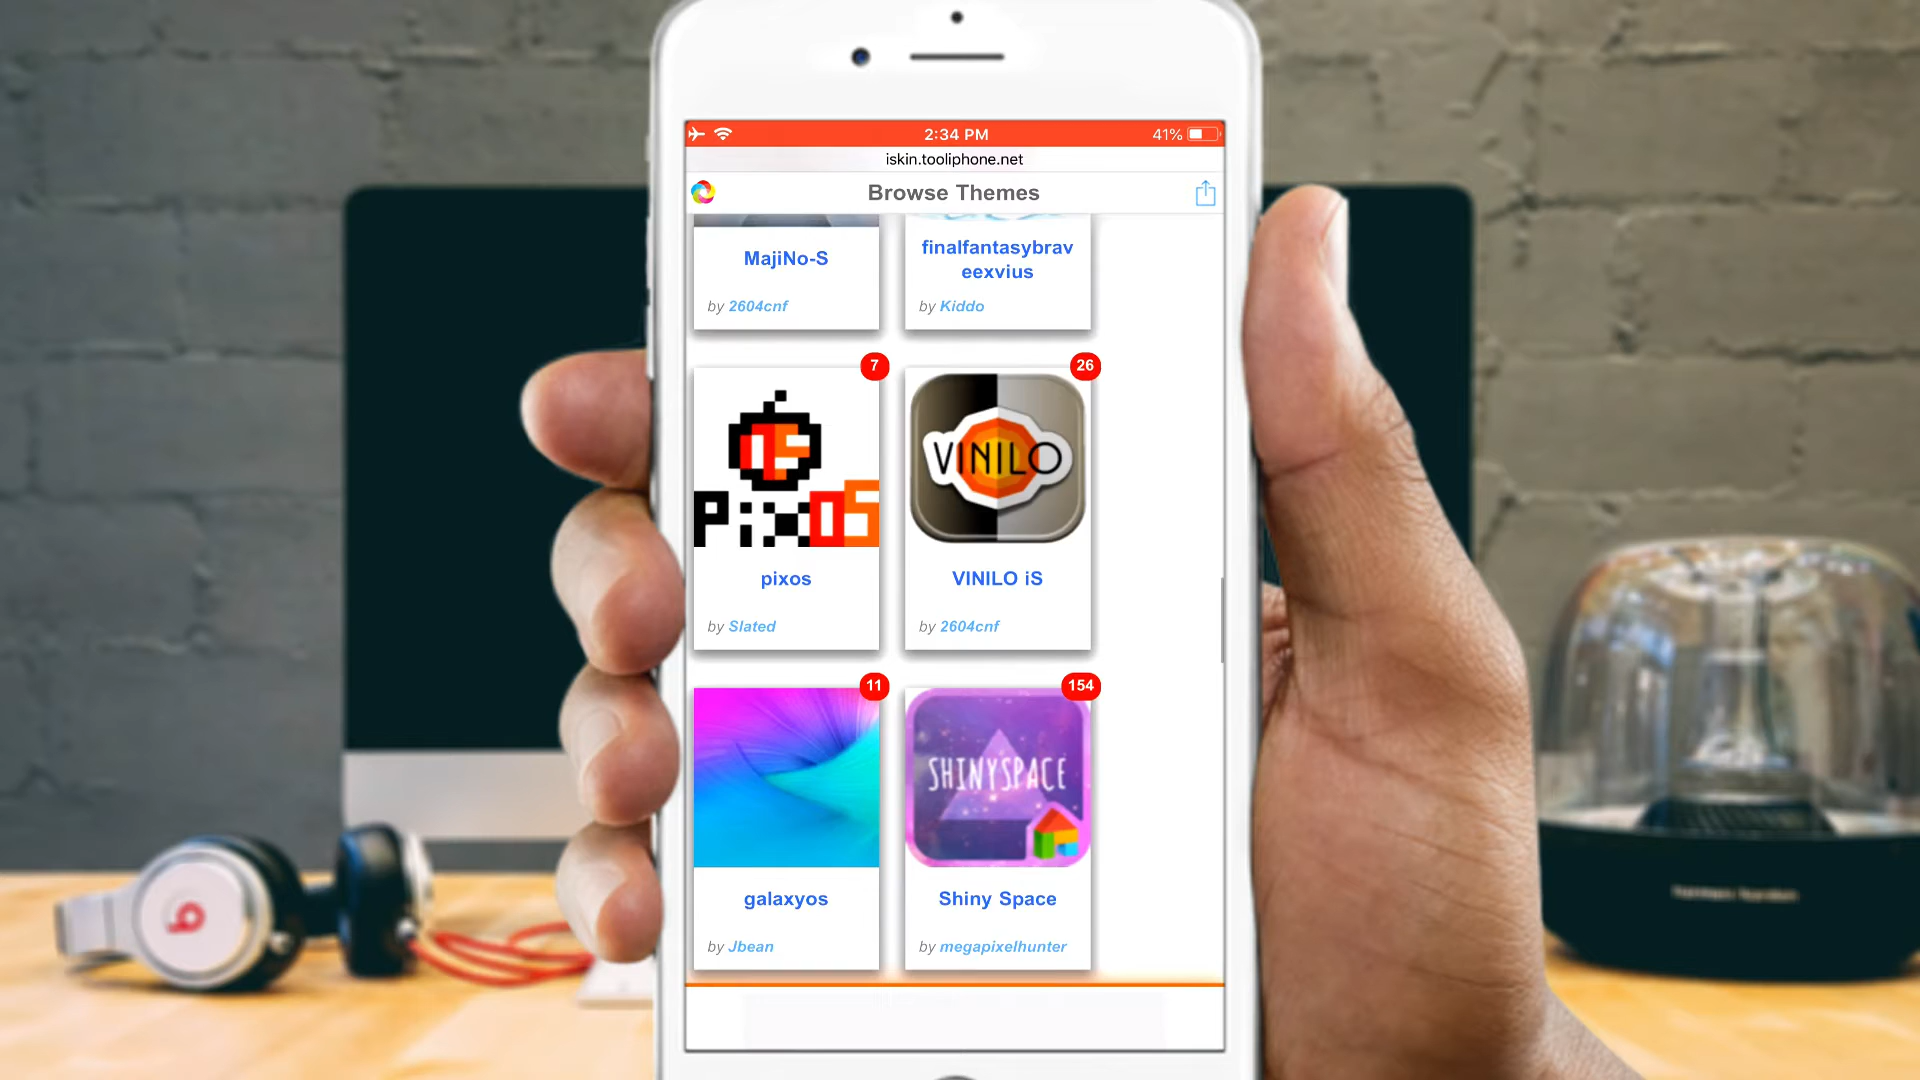 2:34 PM
41%
iskin.tooliphone.net
Browse Themes
MajiNo-S
by 2604cnf
finalfantasybrav
eexvius
by Kiddo
7
26
PixOS
VINILO
pixos
by Slated
VINILO iS
by 2604cnf
11
154
SHINYSPACE
galaxyos
by Jbean
Shiny Space
by megapixelhunter